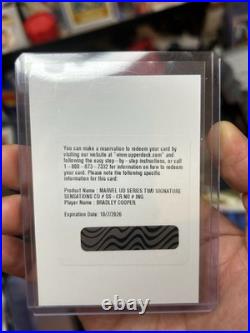 You can make a reservation to redeem your card by
visiting our website at "www.upperdeck.com" and
following the easy step - by - step instructions, or call
1 - 800 - 873 - 7332 for information on how to redeem
your card. Please note the following specific
information for this card:
Product Name : MARVEL UD SERIES TWO SIGNATURE
SENSATIONS CD # SS - CR NO # ING
Player Name : BRADLEY COOPER
Expiration Date: 10/7/2026